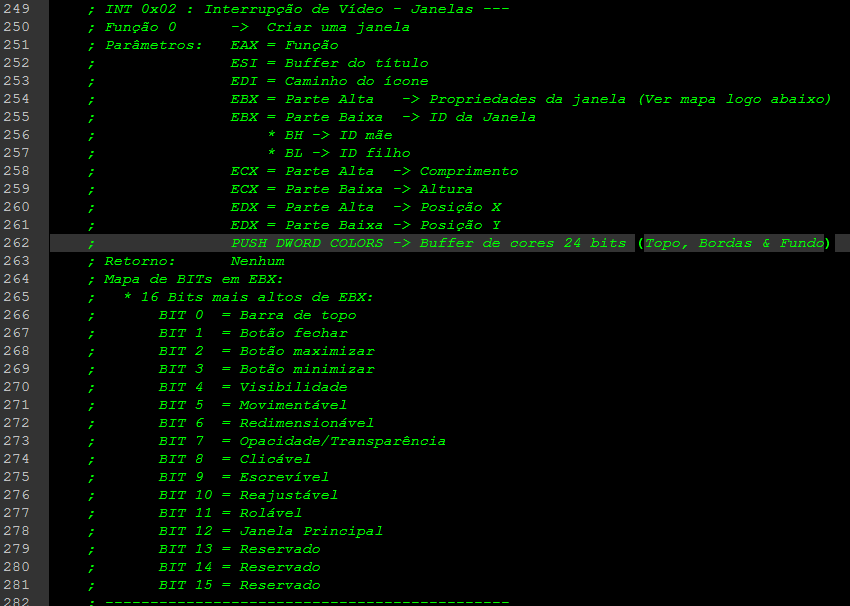 249 ; INT 0x02 : Interrupção de Vídeo - Janelas ---
250 ; Função 0 -> Criar uma janela
251 ; Parâmetros: EAX = Função
252 ; ESI = Buffer do título
253 ; EDI = Caminho do ícone
254 ; EBX = Parte Alta -> Propriedades da janela (Ver mapa logo abaixo)
255 ; EBX = Parte Baixa -> ID da Janela
256 ; * BH -> ID mãe
257 ; * BL -> ID filho
258 ; ECX = Parte Alta -> Comprimento
259 ; ECX = Parte Baixa -> Altura
260 ; EDX = Parte Alta -> Posição X
261 ; EDX = Parte Baixa -> Posição Y
262 ; PUSH DWORD COLORS -> Buffer de cores 24 bits (Topo, Bordas & Fundo)
263 ; Retorno: Nenhum
264 ; Mapa de BITs em EBX:
265 ; * 16 Bits mais altos de EBX:
266 ; BIT 0 = Barra de topo
267 ; BIT 1 = Botão fechar
268 ; BIT 2 = Botão maximizar
269 ; BIT 3 = Botão minimizar
270 ; BIT 4 = Visibilidade
271 ; BIT 5 = Movimentável
272 ; BIT 6 = Redimensionável
273 ; BIT 7 = Opacidade/Transparência
274 ; BIT 8 = Clicável
275 ; BIT 9 = Escrevível
276 ; BIT 10 = Reajustável
277 ; BIT 11 = Rolável
278 ; BIT 12 = Janela Principal
279 ; BIT 13 = Reservado
280 ; BIT 14 = Reservado
281 ; BIT 15 = Reservado
282 ; ---------------------------------------------